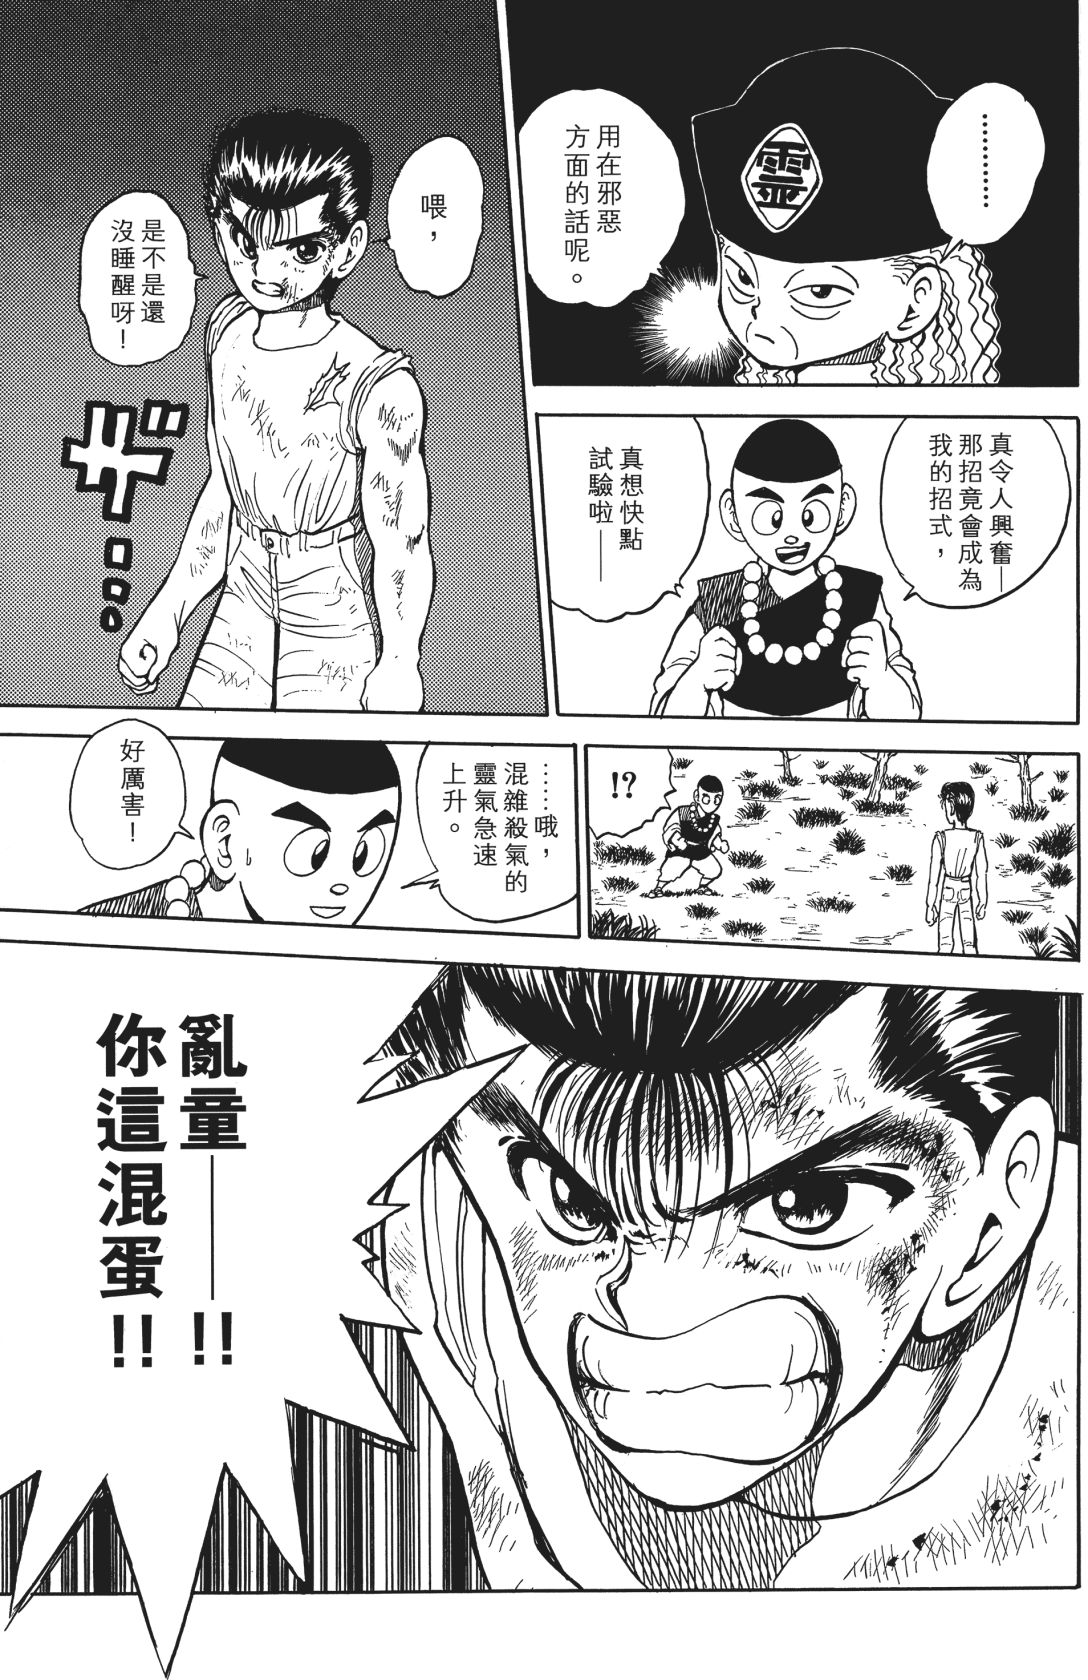 …………
靈
用在邪惡
方面的話呢。
真令人興奮—
那招竟會成為
我的招式，
真想快點
試驗啦——
喂，
是不是還
沒睡醒呀！
ギ
!?
……哦，
混雜殺氣的
靈氣急速
上升。
好厲害！
亂童——!!
你這混蛋!!